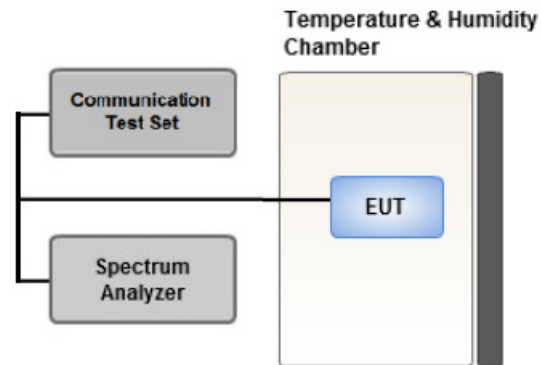 Temperature & Humidity
Chamber
Communication
Test Set
EUT
Spectrum
Analyzer